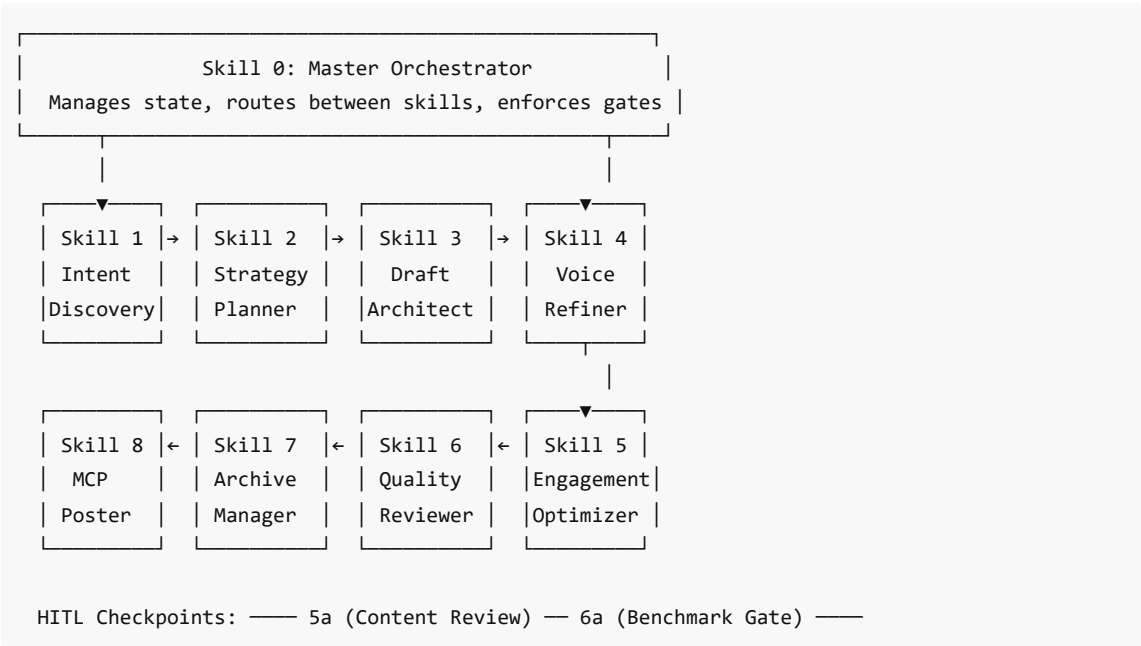 Skill 0: Master Orchestrator
Manages state, routes between skills, enforces gates
Skill 1 → Skill 2 → Skill 3 → Skill 4
Intent Strategy Draft Voice
Discovery Planner Architect Refiner
Skill 8 ← Skill 7 ← Skill 6 ← Skill 5
MCP Archive Quality Engagement
Poster Manager Reviewer Optimizer
HITL Checkpoints: ──── 5a (Content Review) ── 6a (Benchmark Gate) ────